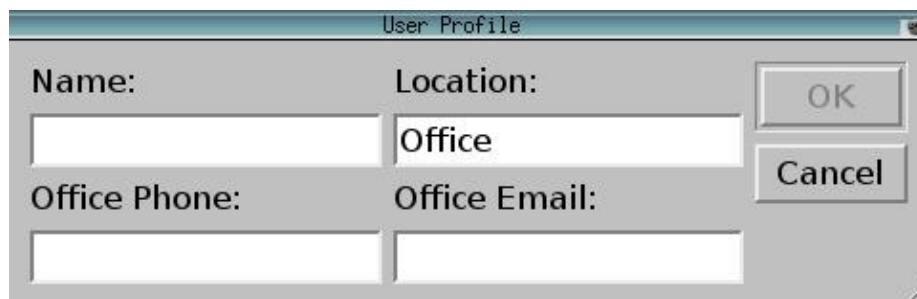 User Profile
Name: Location:
OK
Office
Cancel
Office Phone: Office Email: